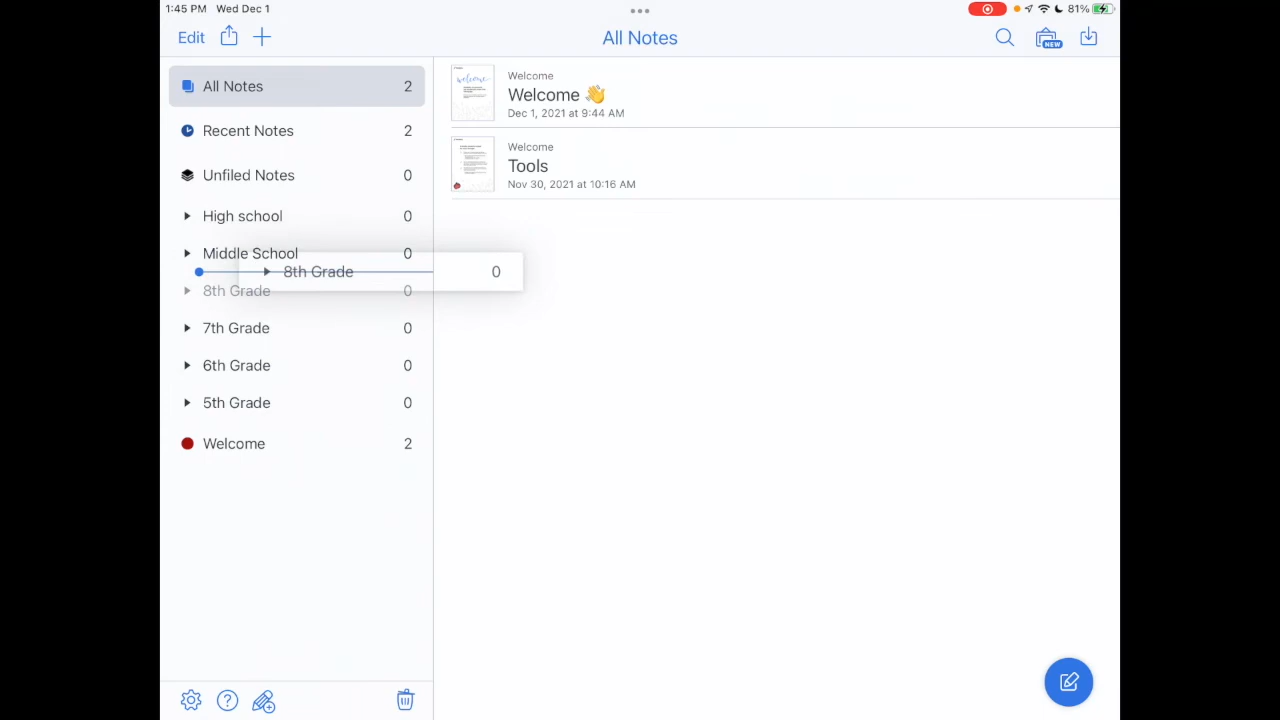 1:45 PM Wed Dec 1
81%
Edit
All Notes
NEW
All Notes 2
Recent Notes 2
Unfiled Notes 0
High school 0
Middle School 0
8th Grade 0
8th Grade 0
7th Grade 0
6th Grade 0
5th Grade 0
Welcome 2
welcome
Welcome
Welcome 👋
Dec 1, 2021 at 9:44 AM
Welcome
Tools
Nov 30, 2021 at 10:16 AM